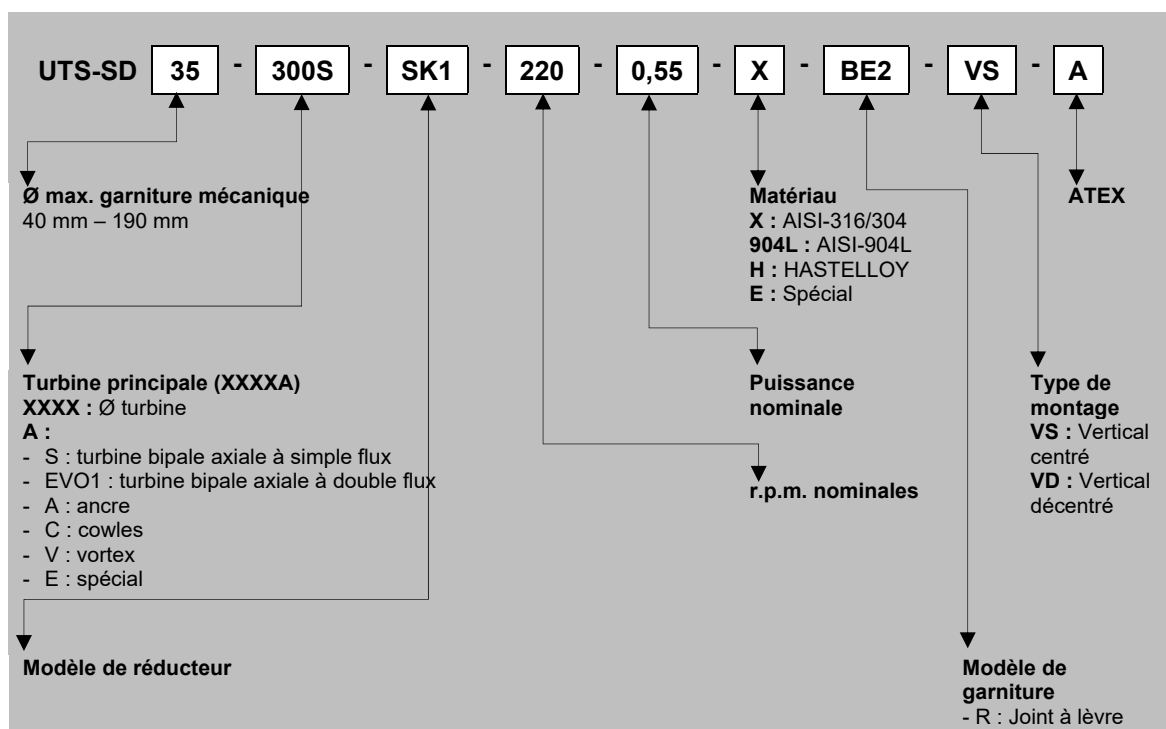 UTS-SD 35 - 300S - SK1 - 220 - 0,55 - X - BE2 - VS - A
Ø max. garniture mécanique
40 mm – 190 mm
Matériau
X : AISI-316/304
904L : AISI-904L
H : HASTELLOY
E : Spécial
ATEX
Turbine principale (XXXXA)
XXXX : Ø turbine
A :
- S : turbine bipale axiale à simple flux
- EVO1 : turbine bipale axiale à double flux
- A : ancre
- C : cowles
- V : vortex
- E : spécial
Puissance
nominale
r.p.m. nominales
Type de
montage
VS : Vertical
centré
VD : Vertical
décentré
Modèle de réducteur
Modèle de
garniture
- R : Joint à lèvre